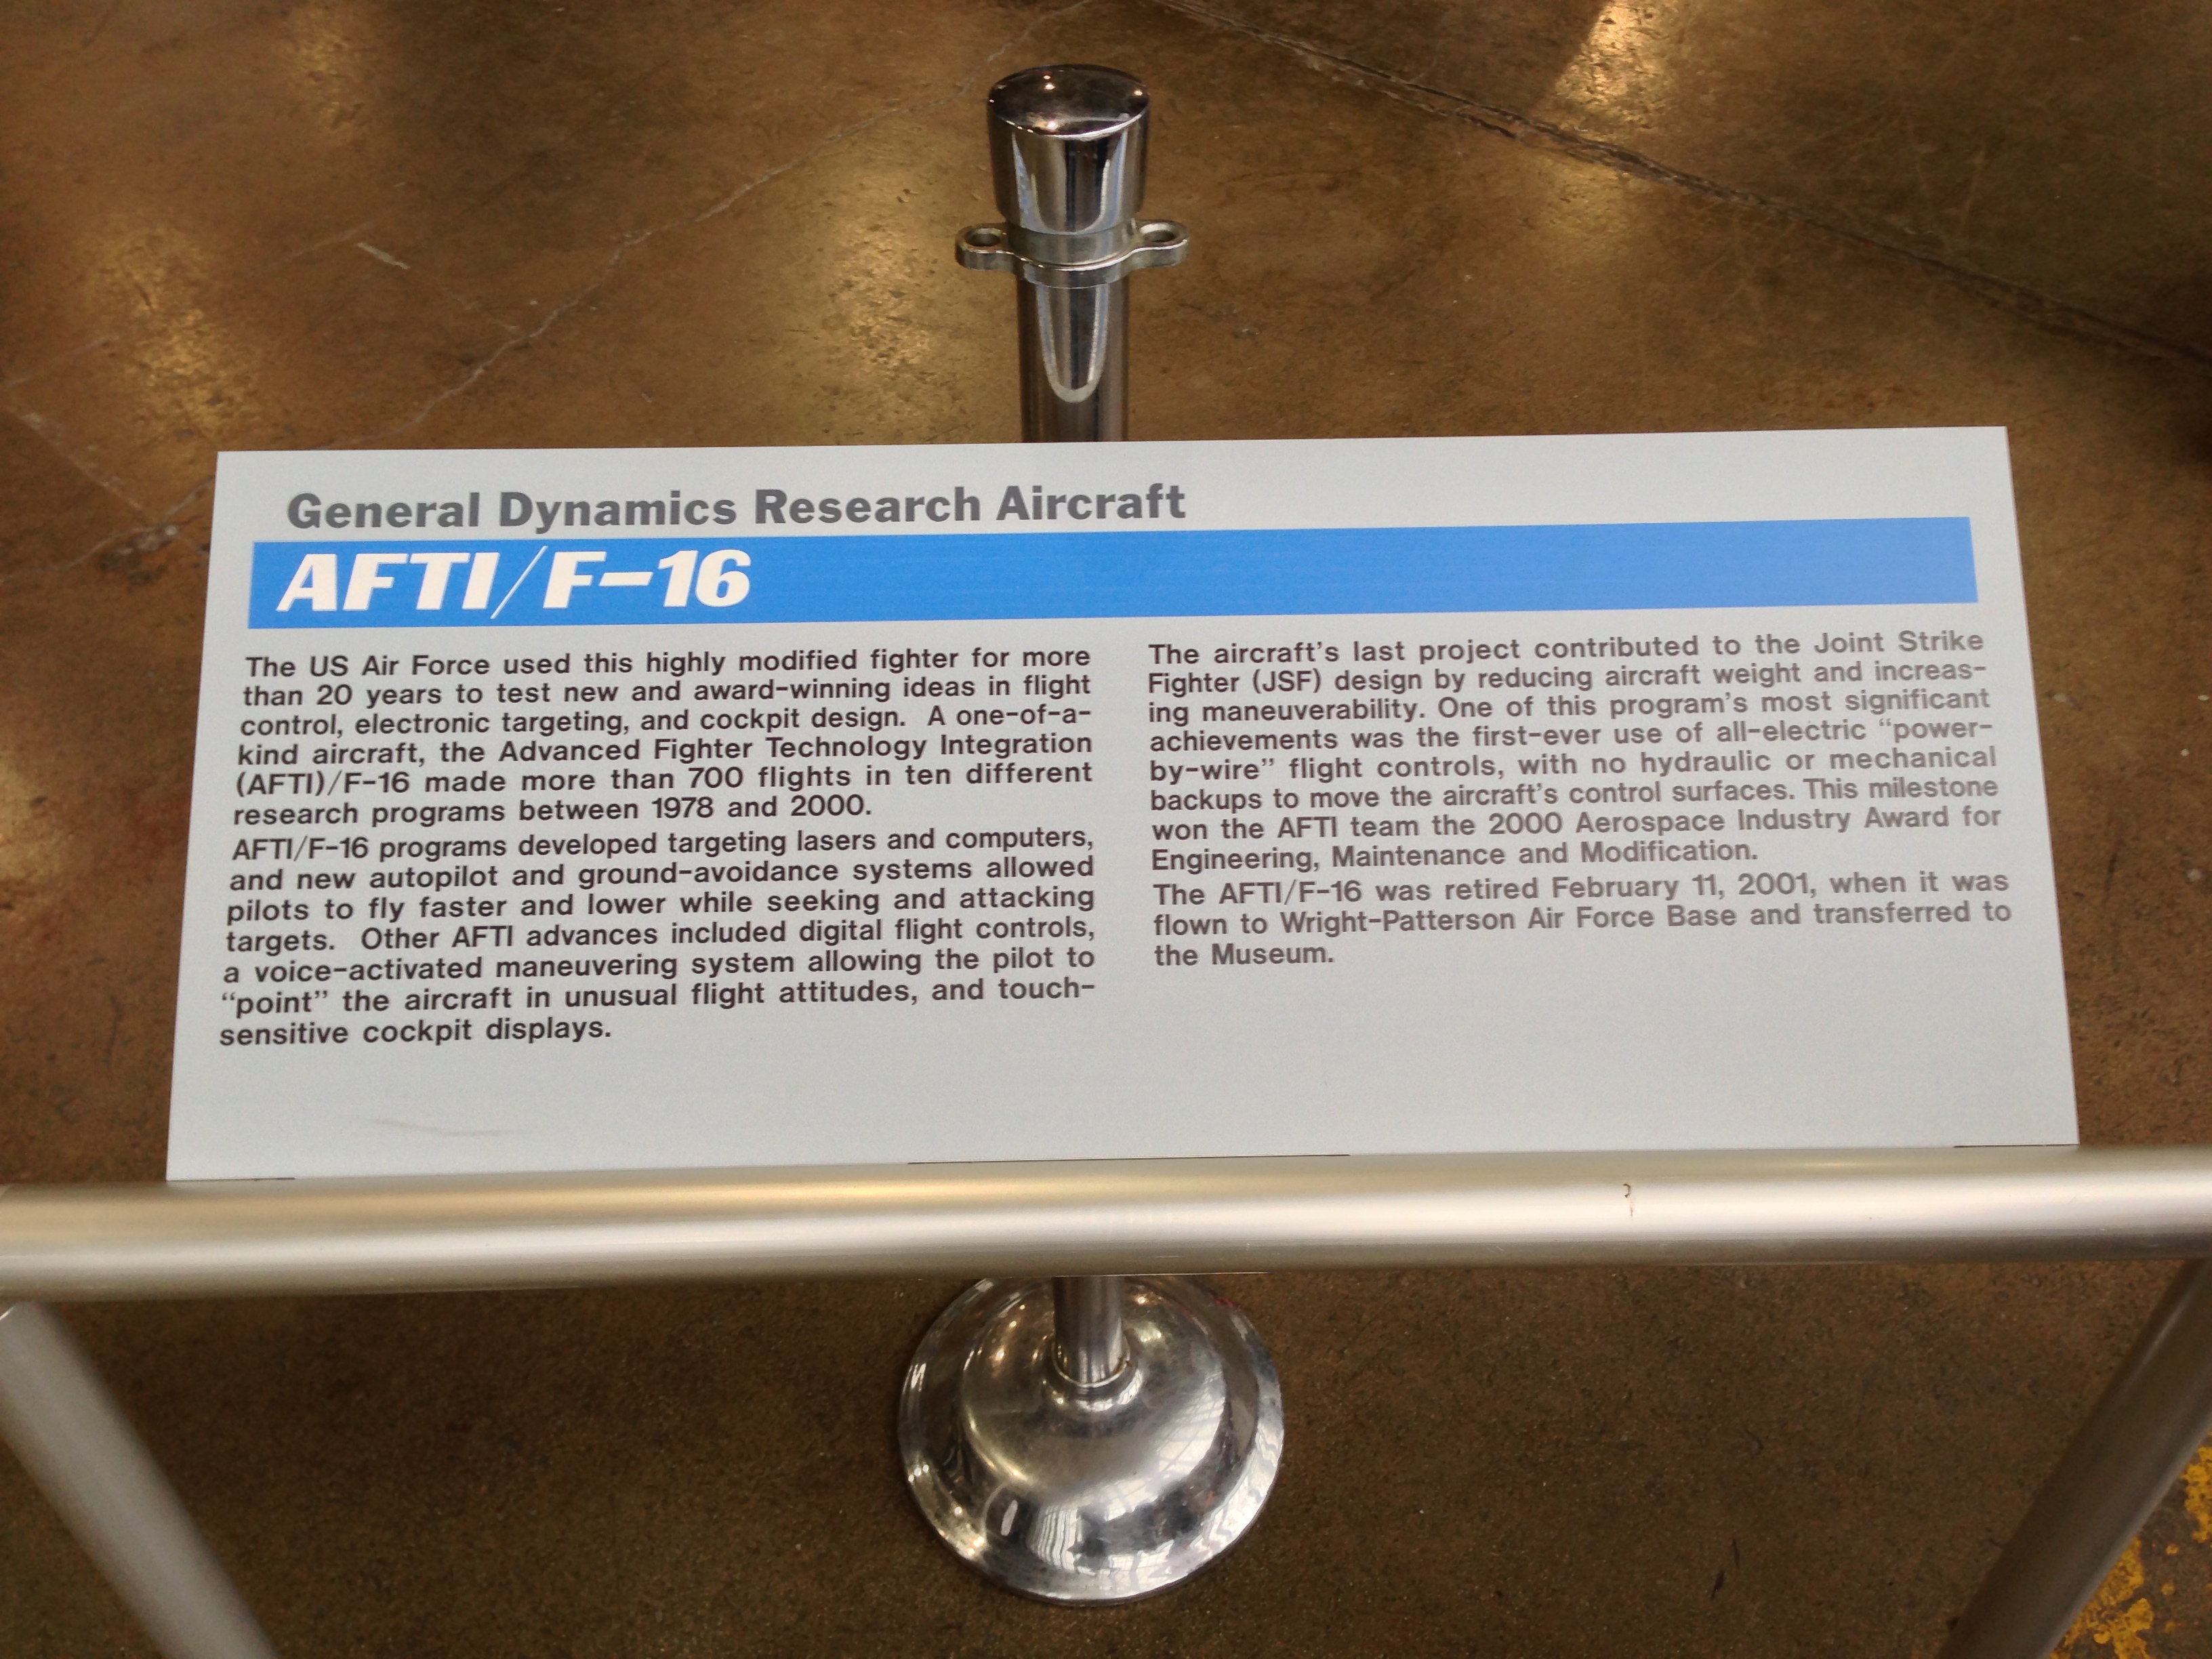 General Dynamics Research Aircraft
AFTI/F-16
The US Air Force used this highly modified fighter for more
than 20 years to test new and award-winning ideas in flight
control, electronic targeting, and cockpit design. A one-of-a-
kind aircraft, the Advanced Fighter Technology Integration
(AFTI)/F-16 made more than 700 flights in ten different
research programs between 1978 and 2000.
AFTI/F-16 programs developed targeting lasers and computers,
and new autopilot and ground-avoidance systems allowed
pilots to fly faster and lower while seeking and attacking
targets. Other AFTI advances included digital flight controls,
a voice-activated maneuvering system allowing the pilot to
“point” the aircraft in unusual flight attitudes, and touch-
sensitive cockpit displays.
The aircraft's last project contributed to the Joint Strike
Fighter (JSF) design by reducing aircraft weight and increas-
ing maneuverability. One of this program's most significant
achievements was the first-ever use of all-electric “power-
by-wire” flight controls, with no hydraulic or mechanical
backups to move the aircraft's control surfaces. This milestone
won the AFTI team the 2000 Aerospace Industry Award for
Engineering, Maintenance and Modification.
The AFTI/F-16 was retired February 11, 2001, when it was
flown to Wright-Patterson Air Force Base and transferred to
the Museum.